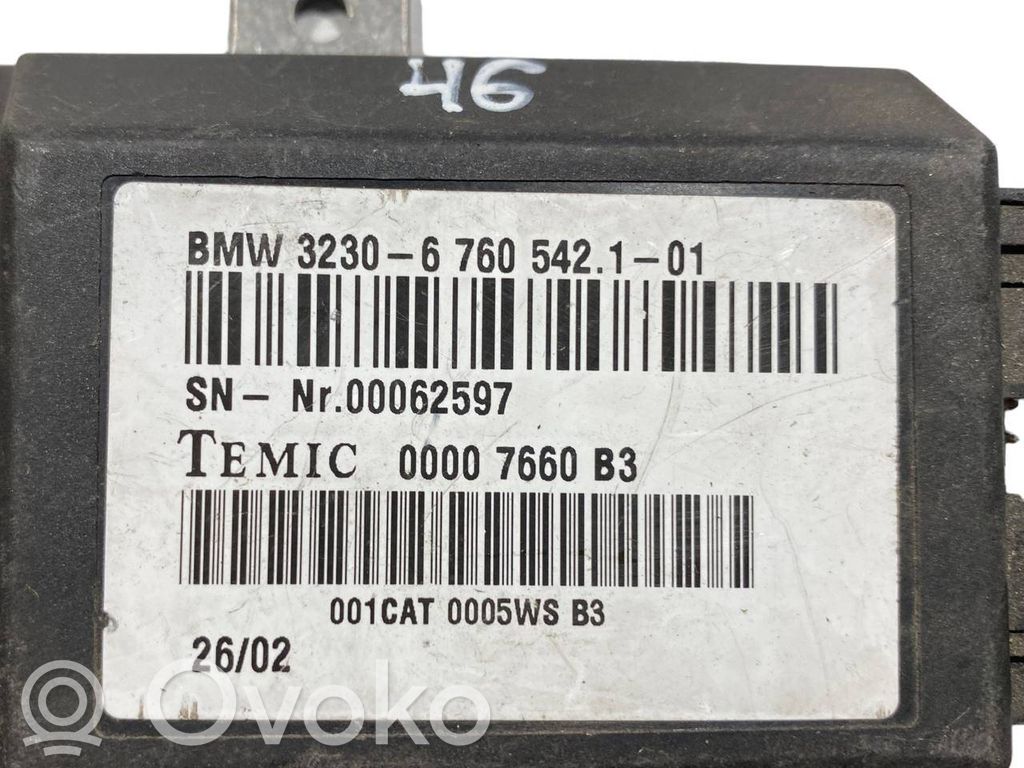 46
BMW 3230-6 760 542.1-01
SN- Nr.00062597
TEMIC 0000 7660 B3
001CAT 0005WS B3
26/02
Ovoko